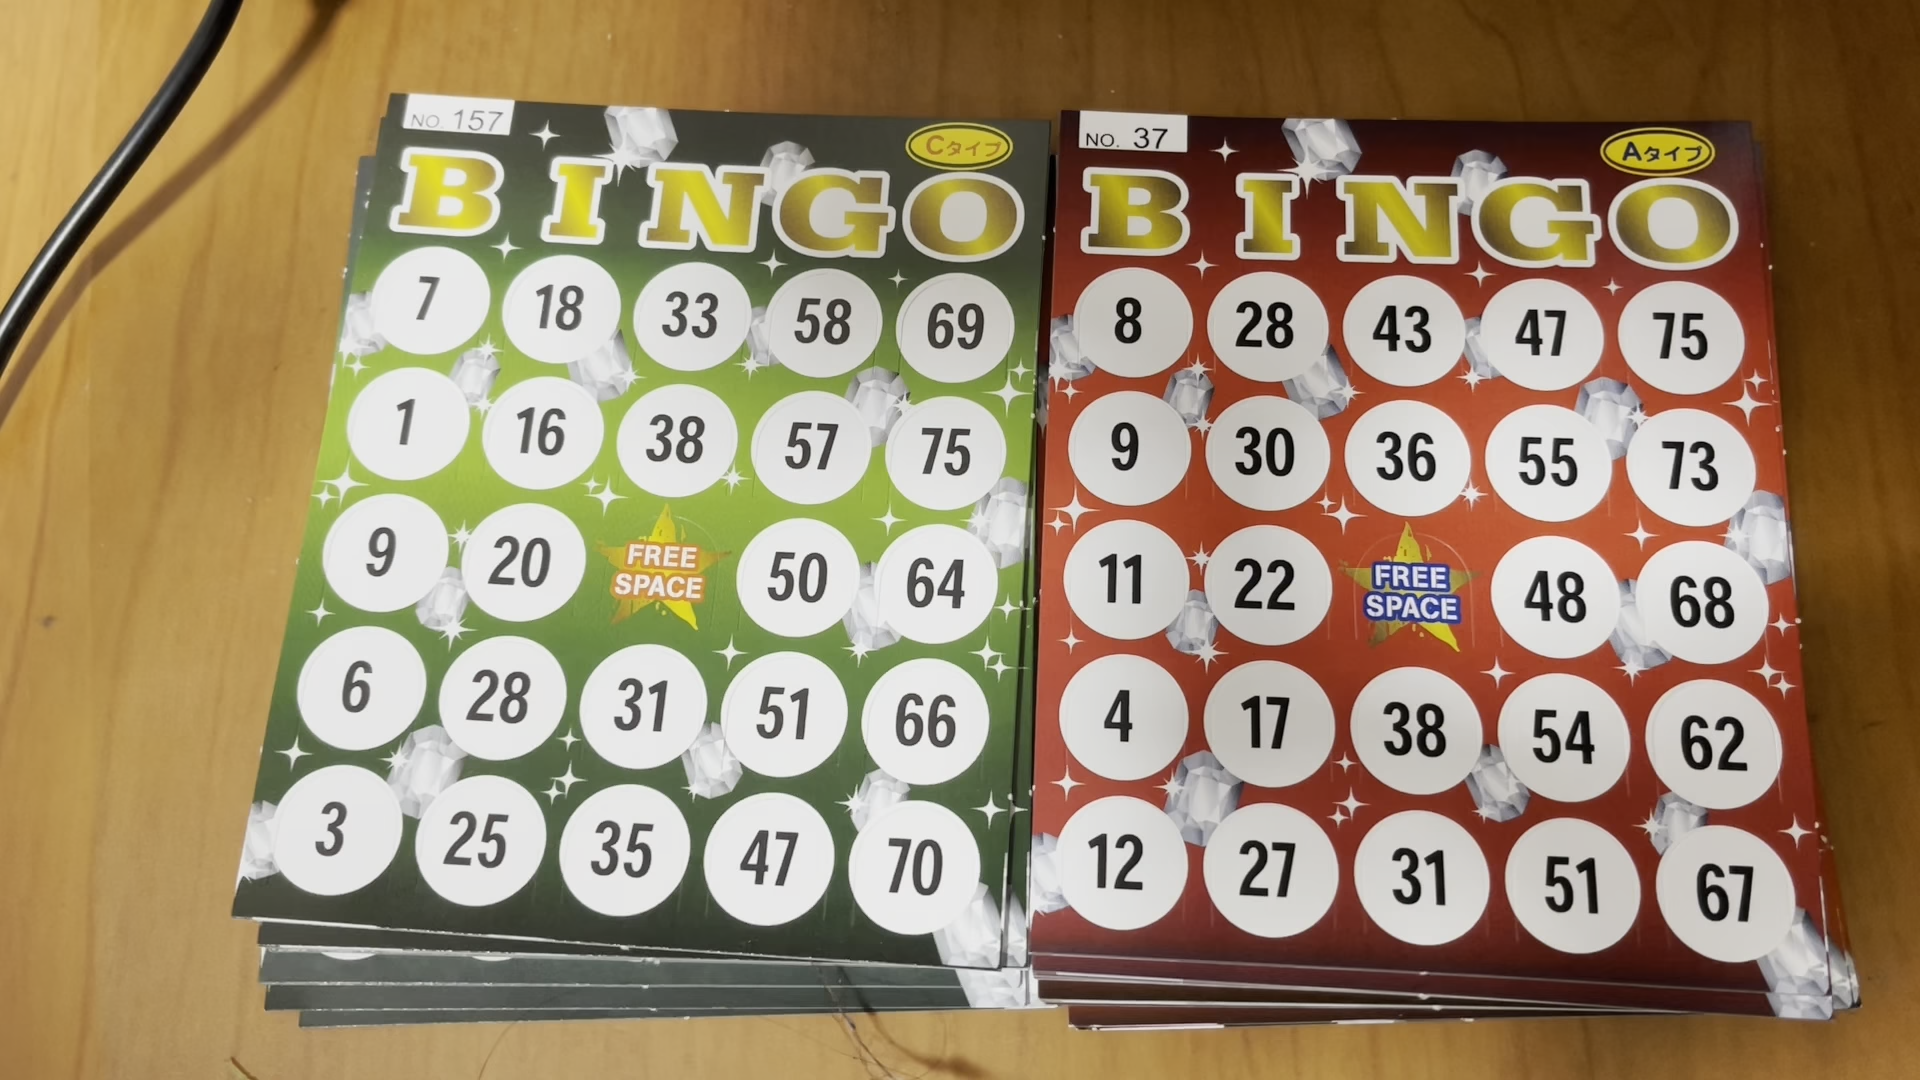 NO. 157
Cタイプ
BINGO
7 18 33 58 69
1 16 38 57 75
9 20 FREE SPACE 50 64
6 28 31 51 66
3 25 35 47 70
NO. 37
Aタイプ
BINGO
8 28 43 47 75
9 30 36 55 73
11 22 FREE SPACE 48 68
4 17 38 54 62
12 27 31 51 67